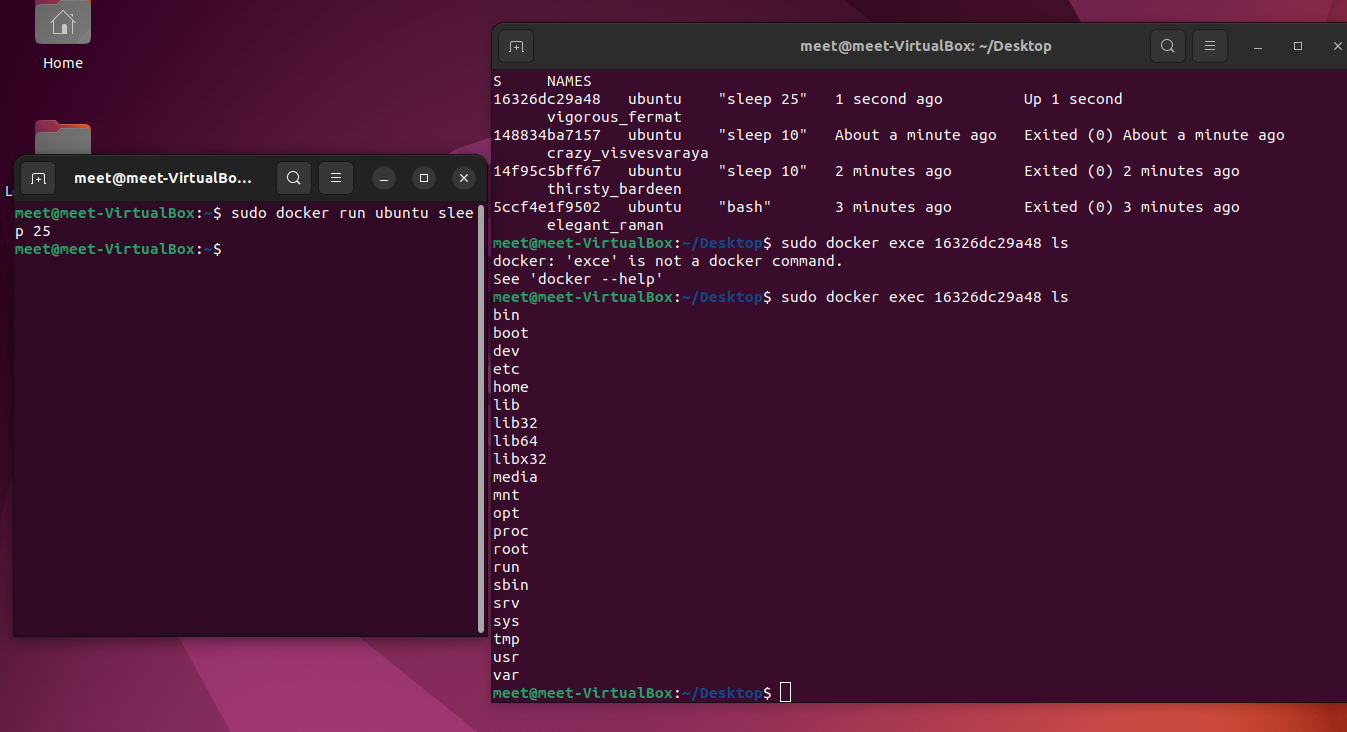 Home
L
meet@meet-VirtualBo...
meet@meet-VirtualBox:~$ sudo docker run ubuntu slee
p 25
meet@meet-VirtualBox:~$
meet@meet-VirtualBox: ~/Desktop
S     NAMES
16326dc29a48   ubuntu    "sleep 25"   1 second ago         Up 1 second
      vigorous_fermat
148834ba7157   ubuntu    "sleep 10"   About a minute ago   Exited (0) About a minute ago
      crazy_visvesvaraya
14f95c5bff67   ubuntu    "sleep 10"   2 minutes ago        Exited (0) 2 minutes ago
      thirsty_bardeen
5ccf4e1f9502   ubuntu    "bash"       3 minutes ago        Exited (0) 3 minutes ago
      elegant_raman
meet@meet-VirtualBox:~/Desktop$ sudo docker exce 16326dc29a48 ls
docker: 'exce' is not a docker command.
See 'docker --help'
meet@meet-VirtualBox:~/Desktop$ sudo docker exec 16326dc29a48 ls
bin
boot
dev
etc
home
lib
lib32
lib64
libx32
media
mnt
opt
proc
root
run
sbin
srv
sys
tmp
usr
var
meet@meet-VirtualBox:~/Desktop$